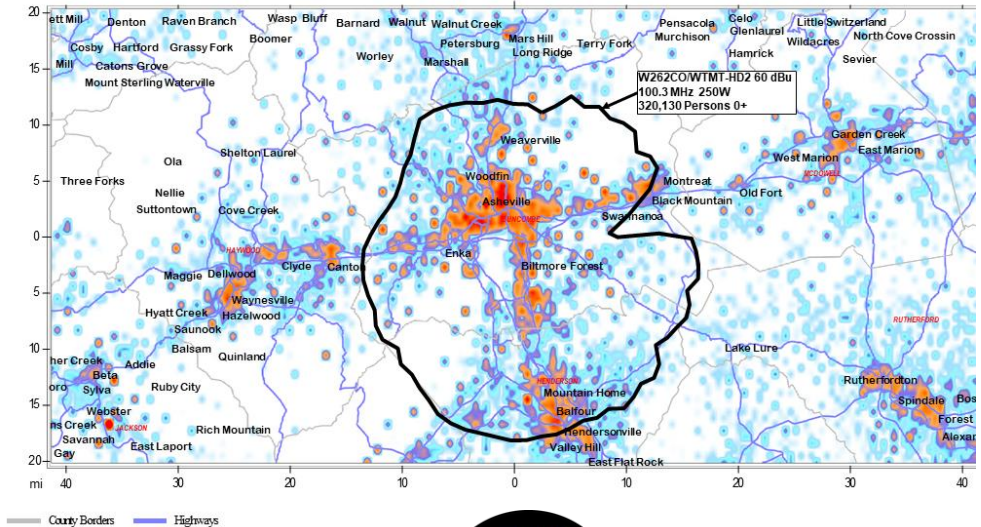 20
ett Mill
Denton
Raven Branch
Wasp Bluff
Barnard
Walnut
Walnut Creek
Pensacola
Celo
Little Switzerland
Glenlaurel
Cosby
Hartford
Grassy Fork
Boomer
Petersburg
Mars Hill
Terry Fork
Murchison
Wildacres
North Cove Crossin
Mill
Catons Grove
Worley
Marshall
Long Ridge
Hamrick
Sevier
15
Mount Sterling
Waterville
W262CO/WTMT-HD2 60 dBu
100.3 MHz 250W
320,130 Persons 0+
10
Weaverville
Garden Creek
Ola
Shelton Laurel
West Marion
East Marion
5
Three Forks
Nellie
Woodfin
Montreat
MCDOWELL
Suttontown
Cove Creek
Asheville
Black Mountain
Old Fort
BUNCOMBE
Swannanoa
0
HAYWOOD
Enka
Maggie
Dellwood
Clyde
Canton
Biltmore Forest
5
Waynesville
Hyatt Creek
Hazelwood
RUTHERFORD
Saunook
10
Balsam
Quinland
Lake Lure
her Creek
Addie
Beta
HENDERSON
Rutherfordton
oro
Sylva
Ruby City
Mountain Home
Spindale
Bos
15
Webster
Balfour
Forest
ns Creek
JACKSON
Rich Mountain
Hendersonville
Alexan
Savannah
East Laport
Valley Hill
20
Gay
East Flat Rock
mi
40
30
20
10
0
10
20
30
40
County Borders
Highways